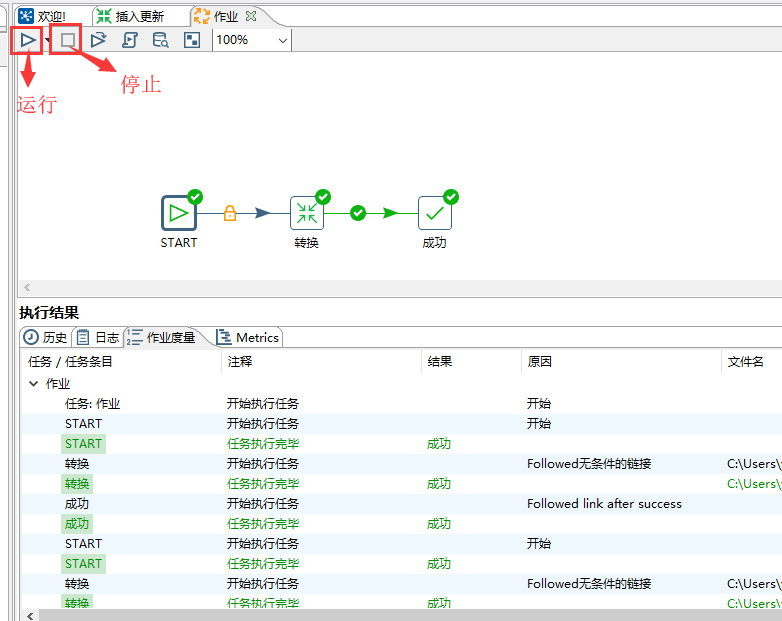 欢迎! 插入更新 作业
100%
停止
运行
START 转换 成功
执行结果
历史 日志 作业度量 Metrics
任务 / 任务条目 注释 结果 原因 文件名
作业
任务: 作业 开始执行任务 开始
START 开始执行任务 开始
START 任务执行完毕 成功
转换 开始执行任务 Followed无条件的链接 C:\Users\
转换 任务执行完毕 成功 C:\Users\
成功 开始执行任务 Followed link after success
成功 任务执行完毕 成功
START 开始执行任务 开始
START 任务执行完毕 成功
转换 开始执行任务 Followed无条件的链接 C:\Users\
转换 任务执行完毕 成功 C:\Users\